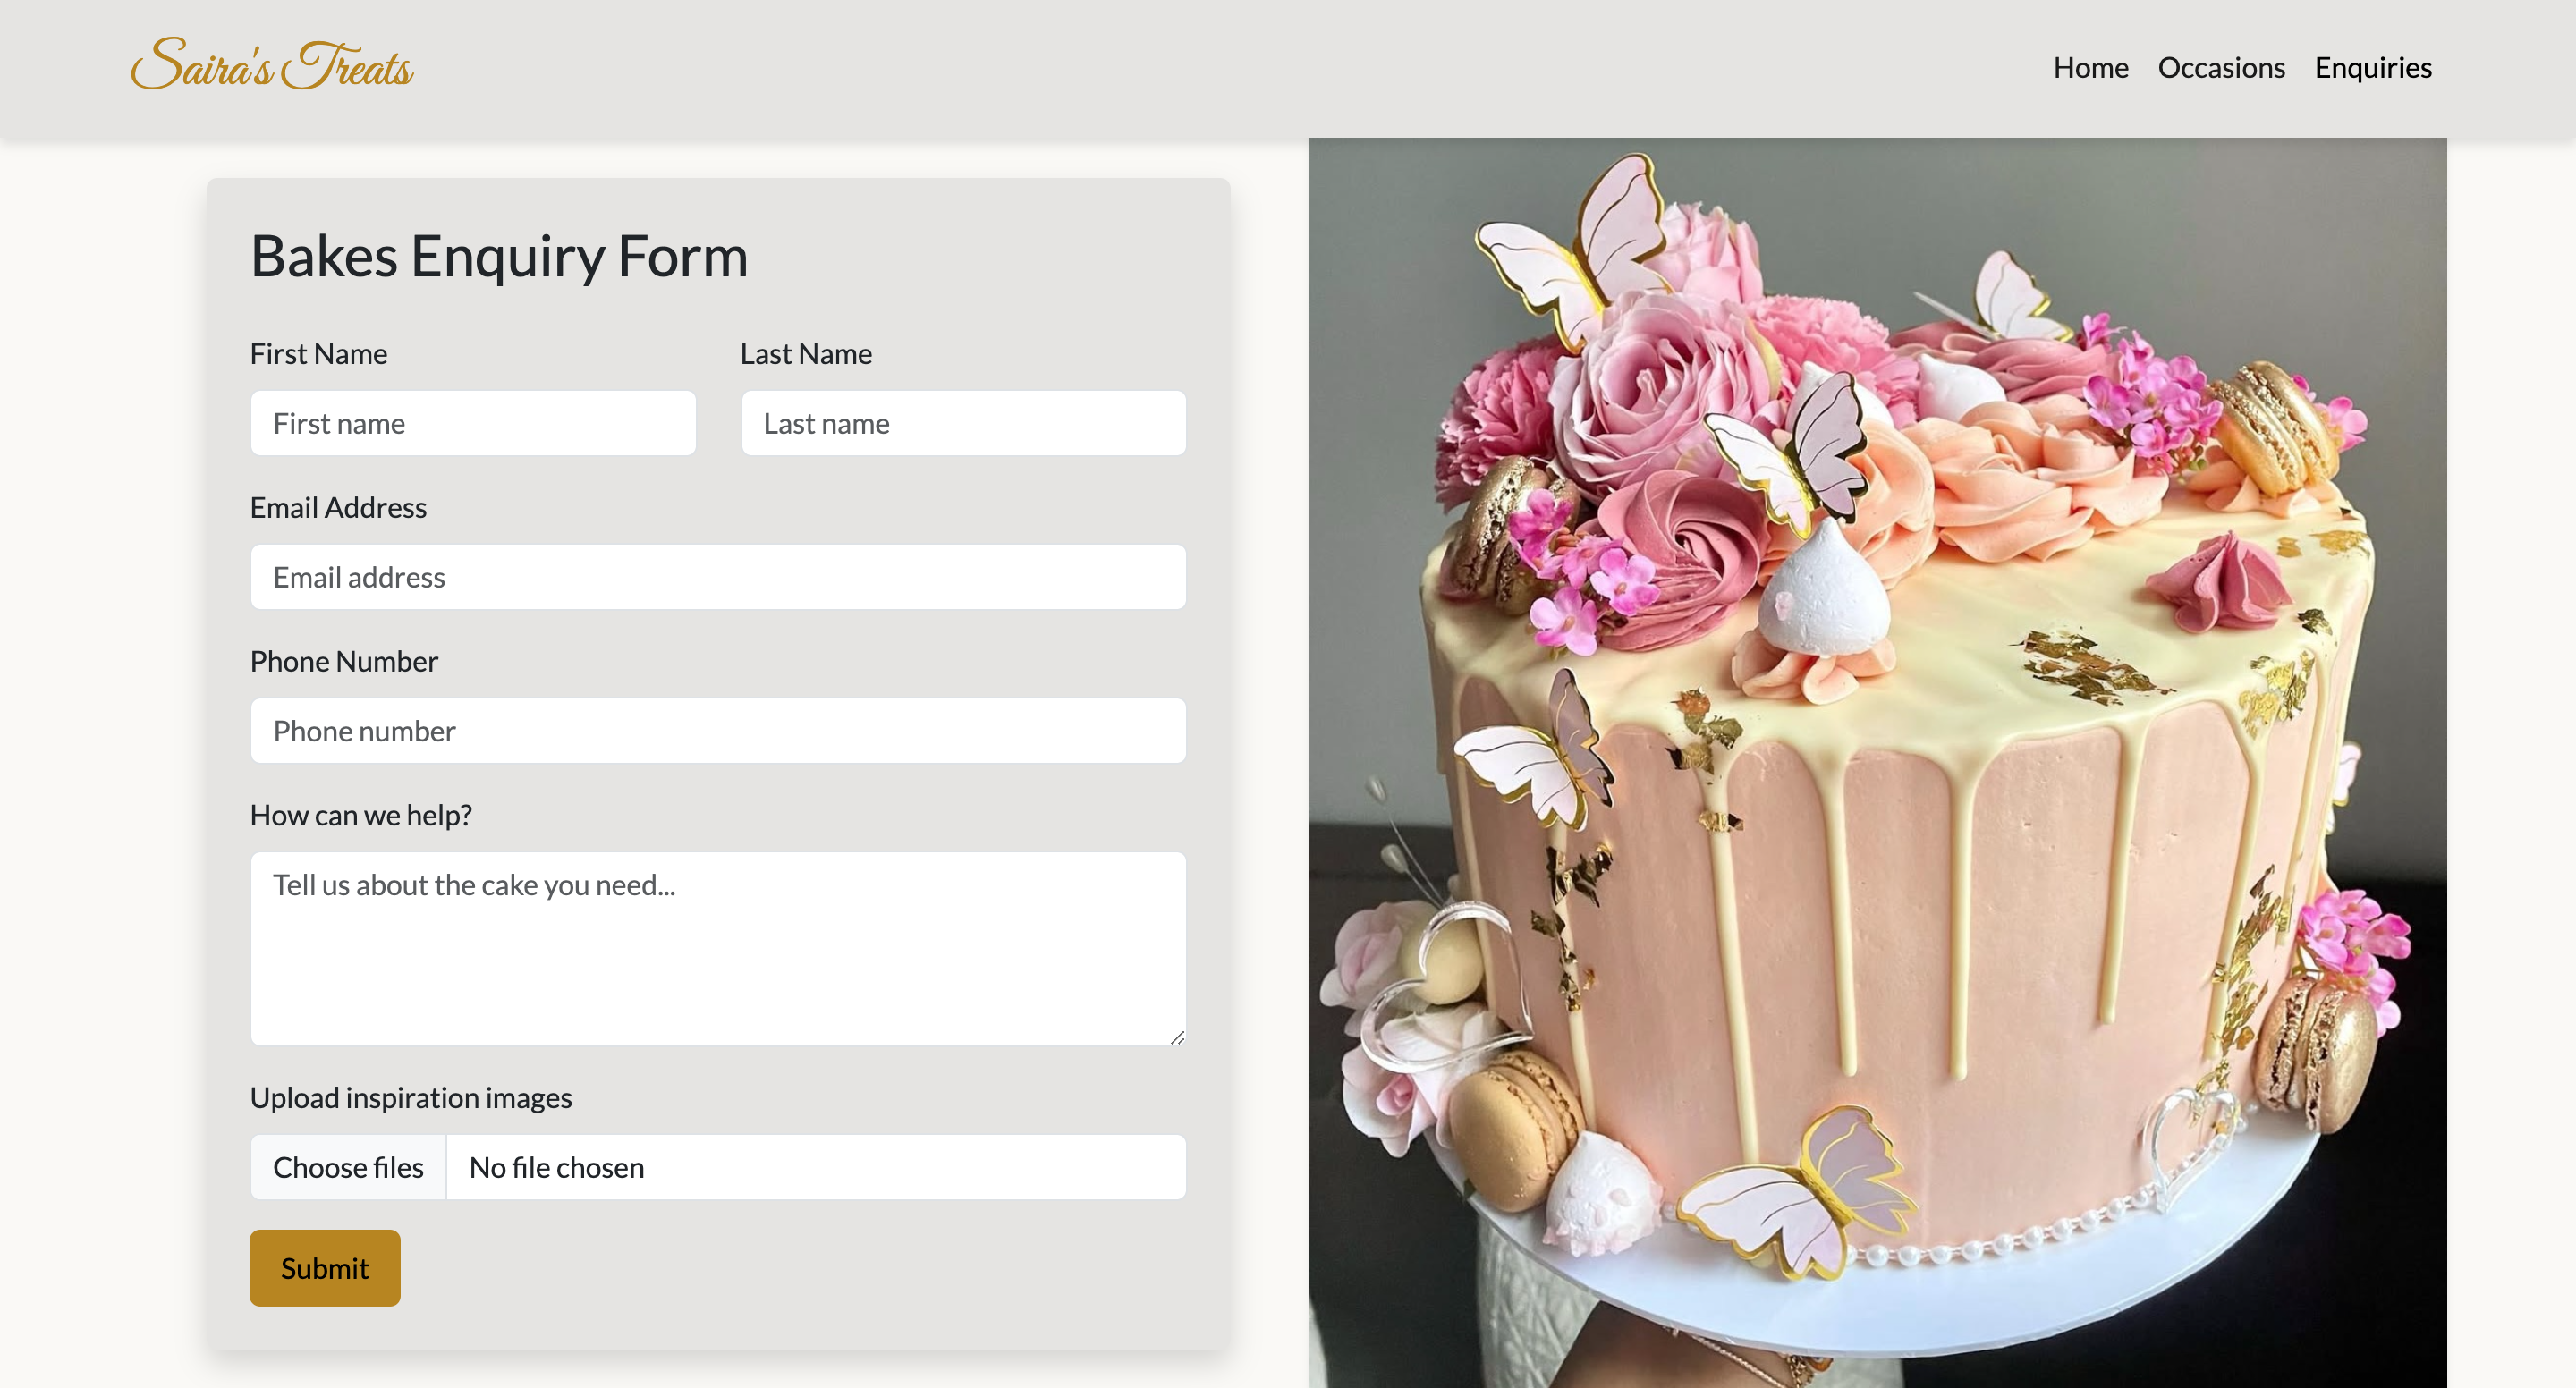 Saira's Treats
Home Occasions Enquiries
Bakes Enquiry Form
First Name Last Name
First name Last name
Email Address
Email address
Phone Number
Phone number
How can we help?
Tell us about the cake you need...
Upload inspiration images
Choose files No file chosen
Submit